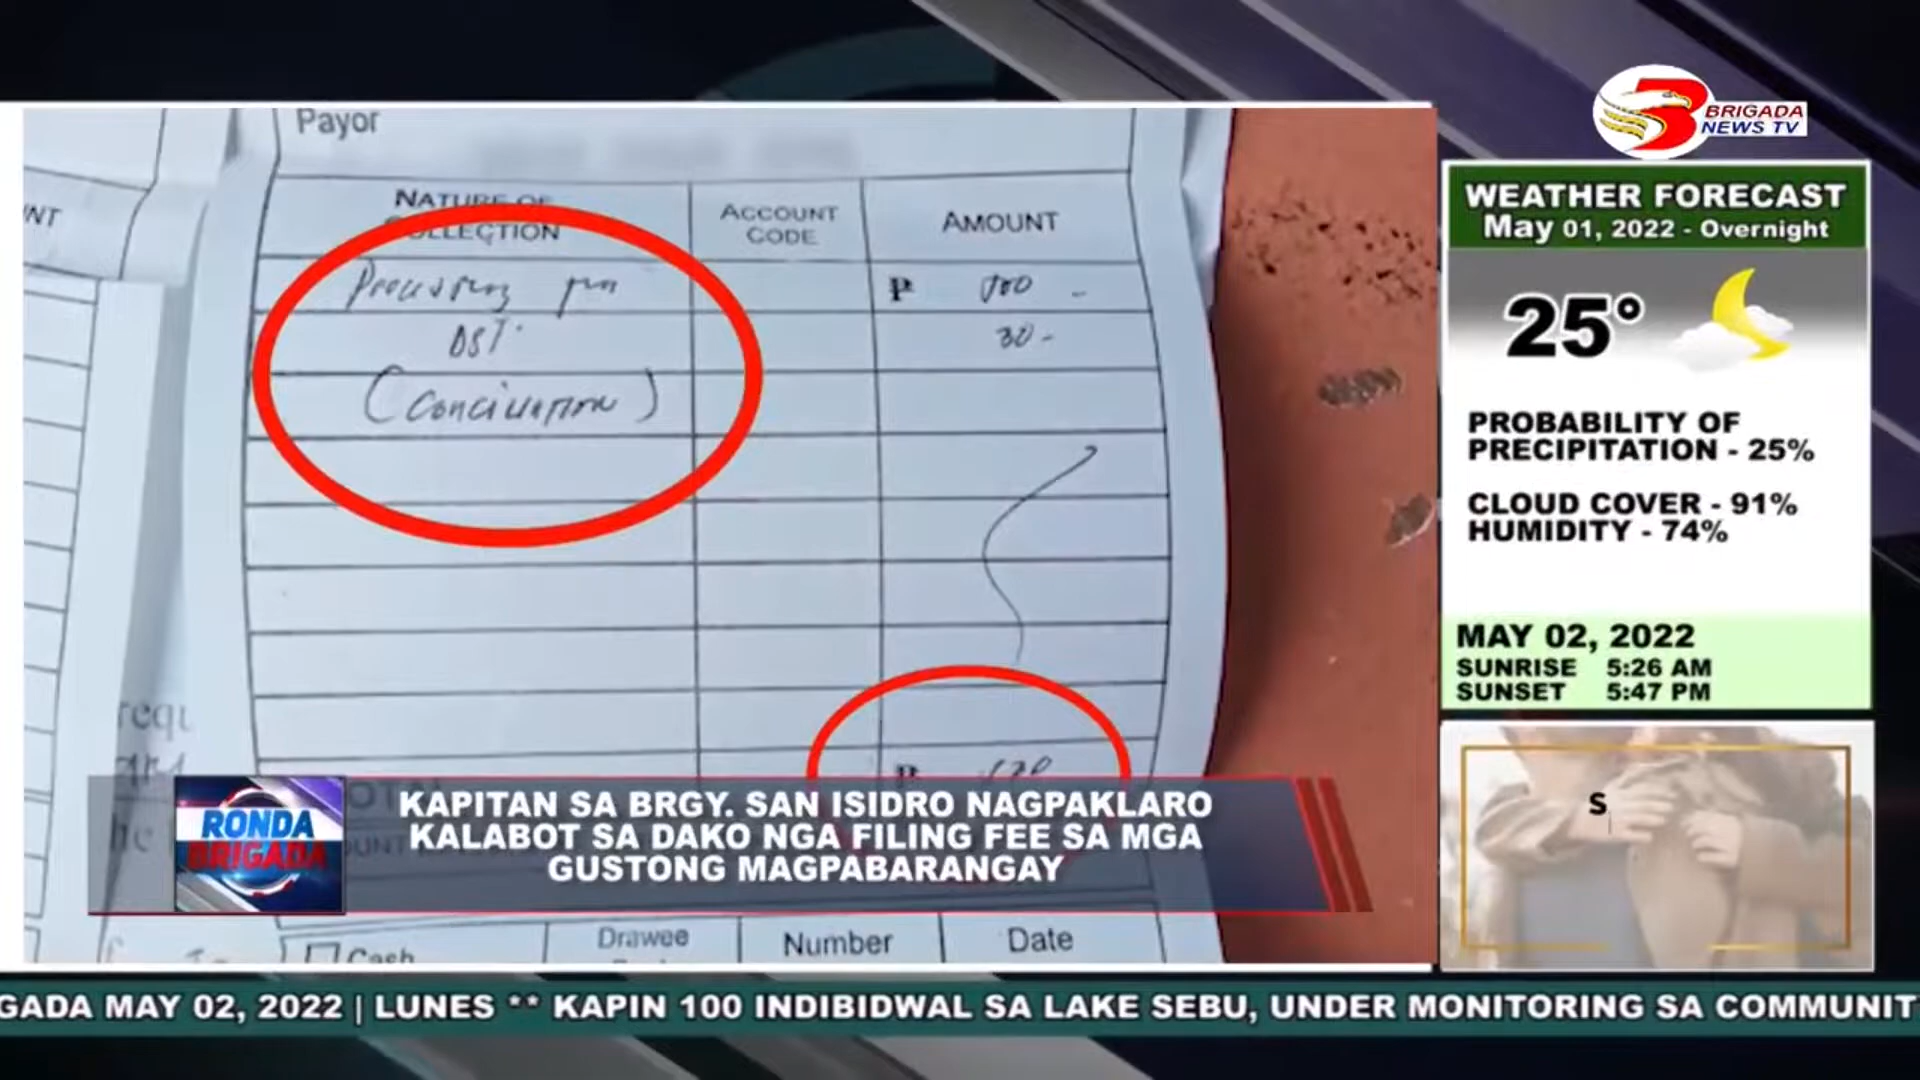 BRIGADA
NEWS TV
Payor
NT
NATURE OF
COLLECTION
ACCOUNT
CODE
AMOUNT
₱
DST.
30-
(Conciliation)
WEATHER FORECAST
May 01, 2022 - Overnight
25°
PROBABILITY OF
PRECIPITATION - 25%
CLOUD COVER - 91%
HUMIDITY - 74%
MAY 02, 2022
SUNRISE 5:26 AM
SUNSET 5:47 PM
S
RONDA
BRIGADA
KAPITAN SA BRGY. SAN ISIDRO NAGPAKLARO
KALABOT SA DAKO NGA FILING FEE SA MGA
GUSTONG MAGPABARANGAY
Cash
Drawee
Number
Date
GADA MAY 02, 2022 | LUNES ** KAPIN 100 INDIBIDWAL SA LAKE SEBU, UNDER MONITORING SA COMMUNIT